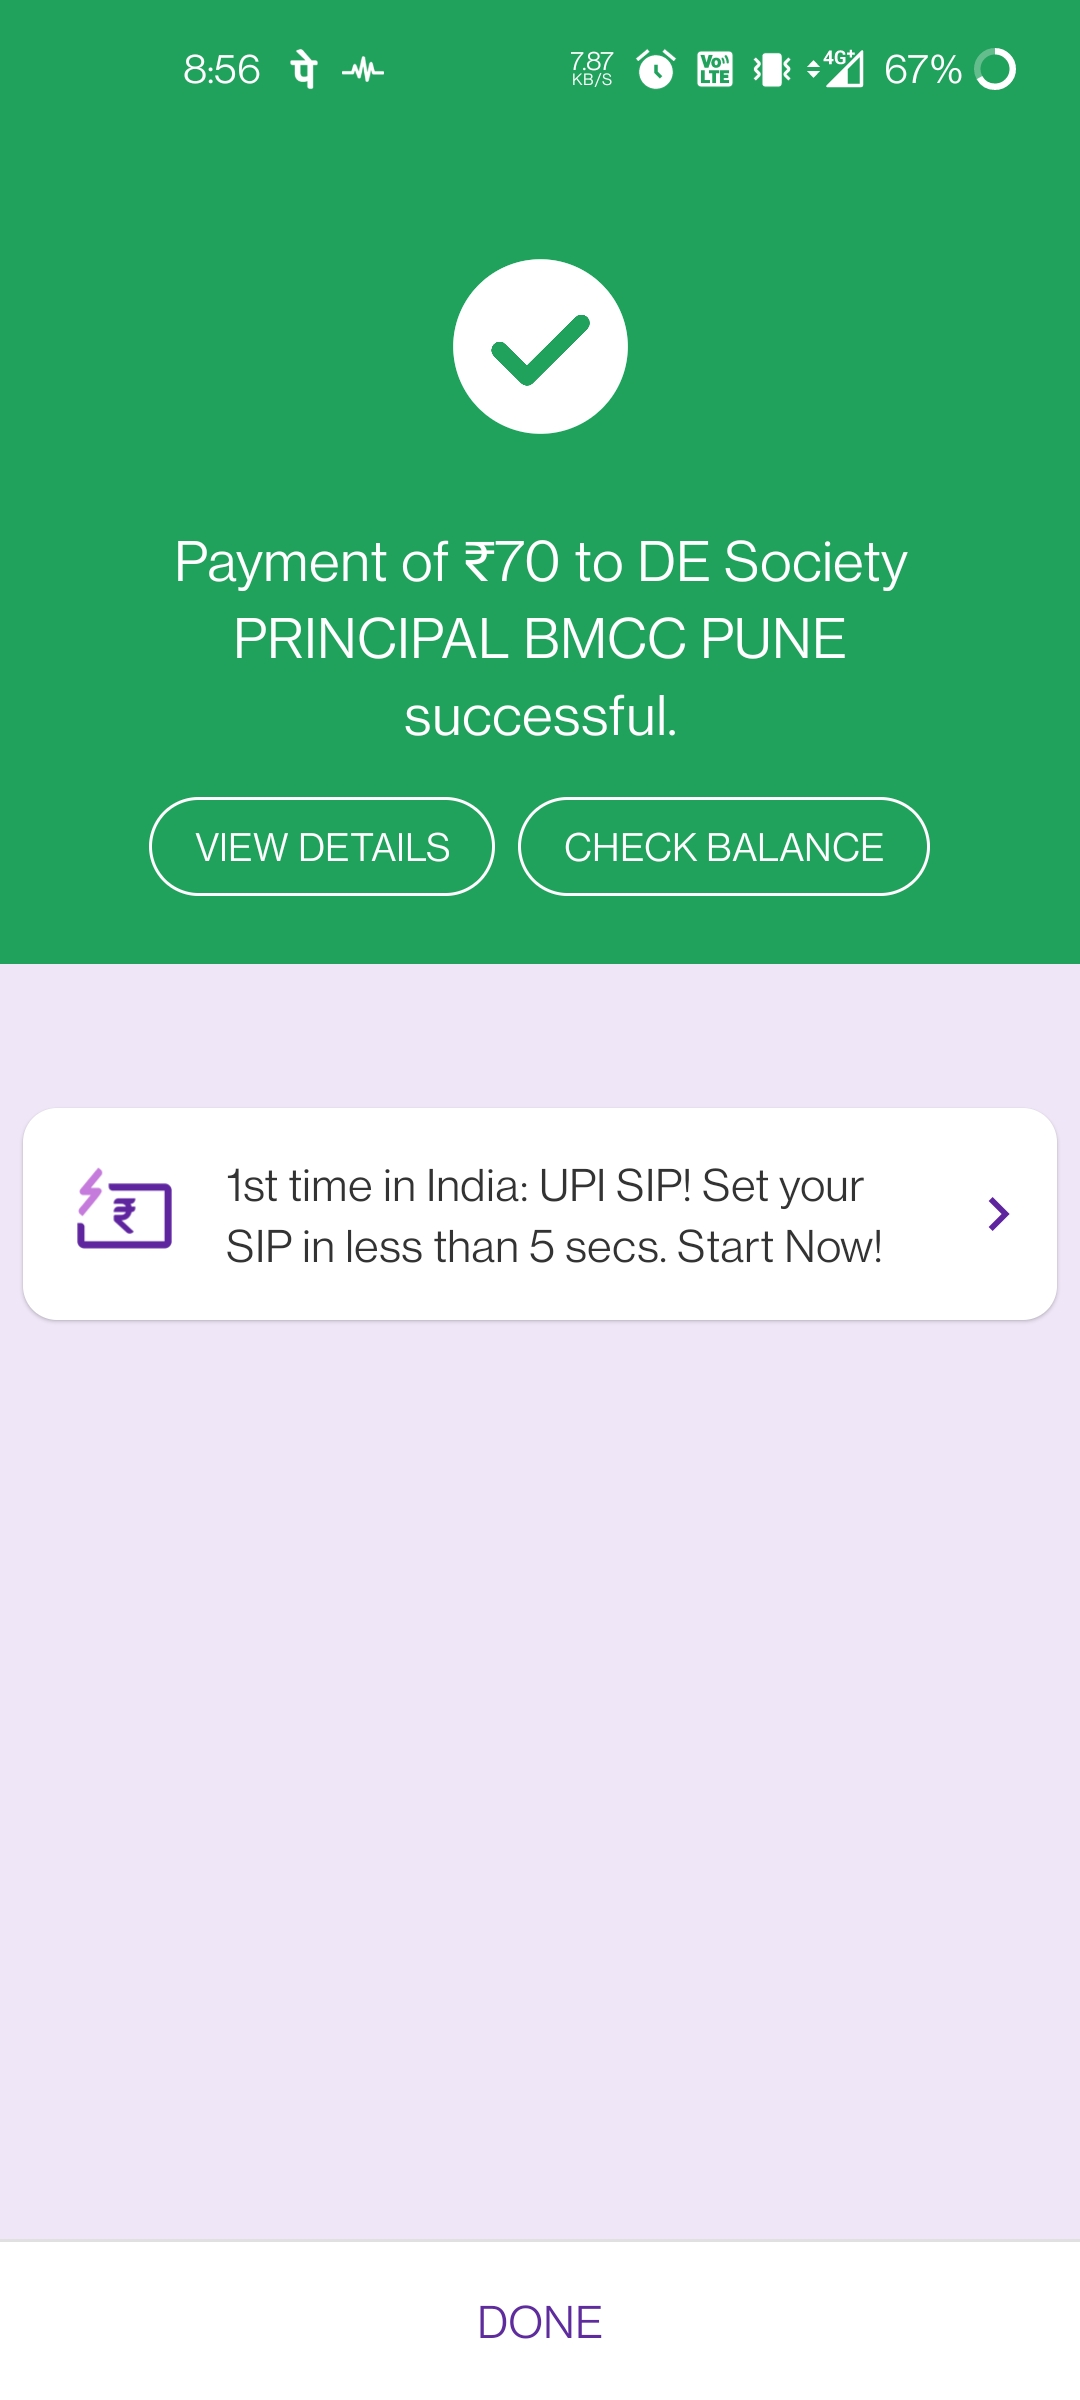 8:56 पे 7.87 KB/S VoLTE 4G+ 67%
Payment of ₹70 to DE Society
PRINCIPAL BMCC PUNE
successful.
VIEW DETAILS CHECK BALANCE
₹
1st time in India: UPI SIP! Set your
SIP in less than 5 secs. Start Now!
DONE